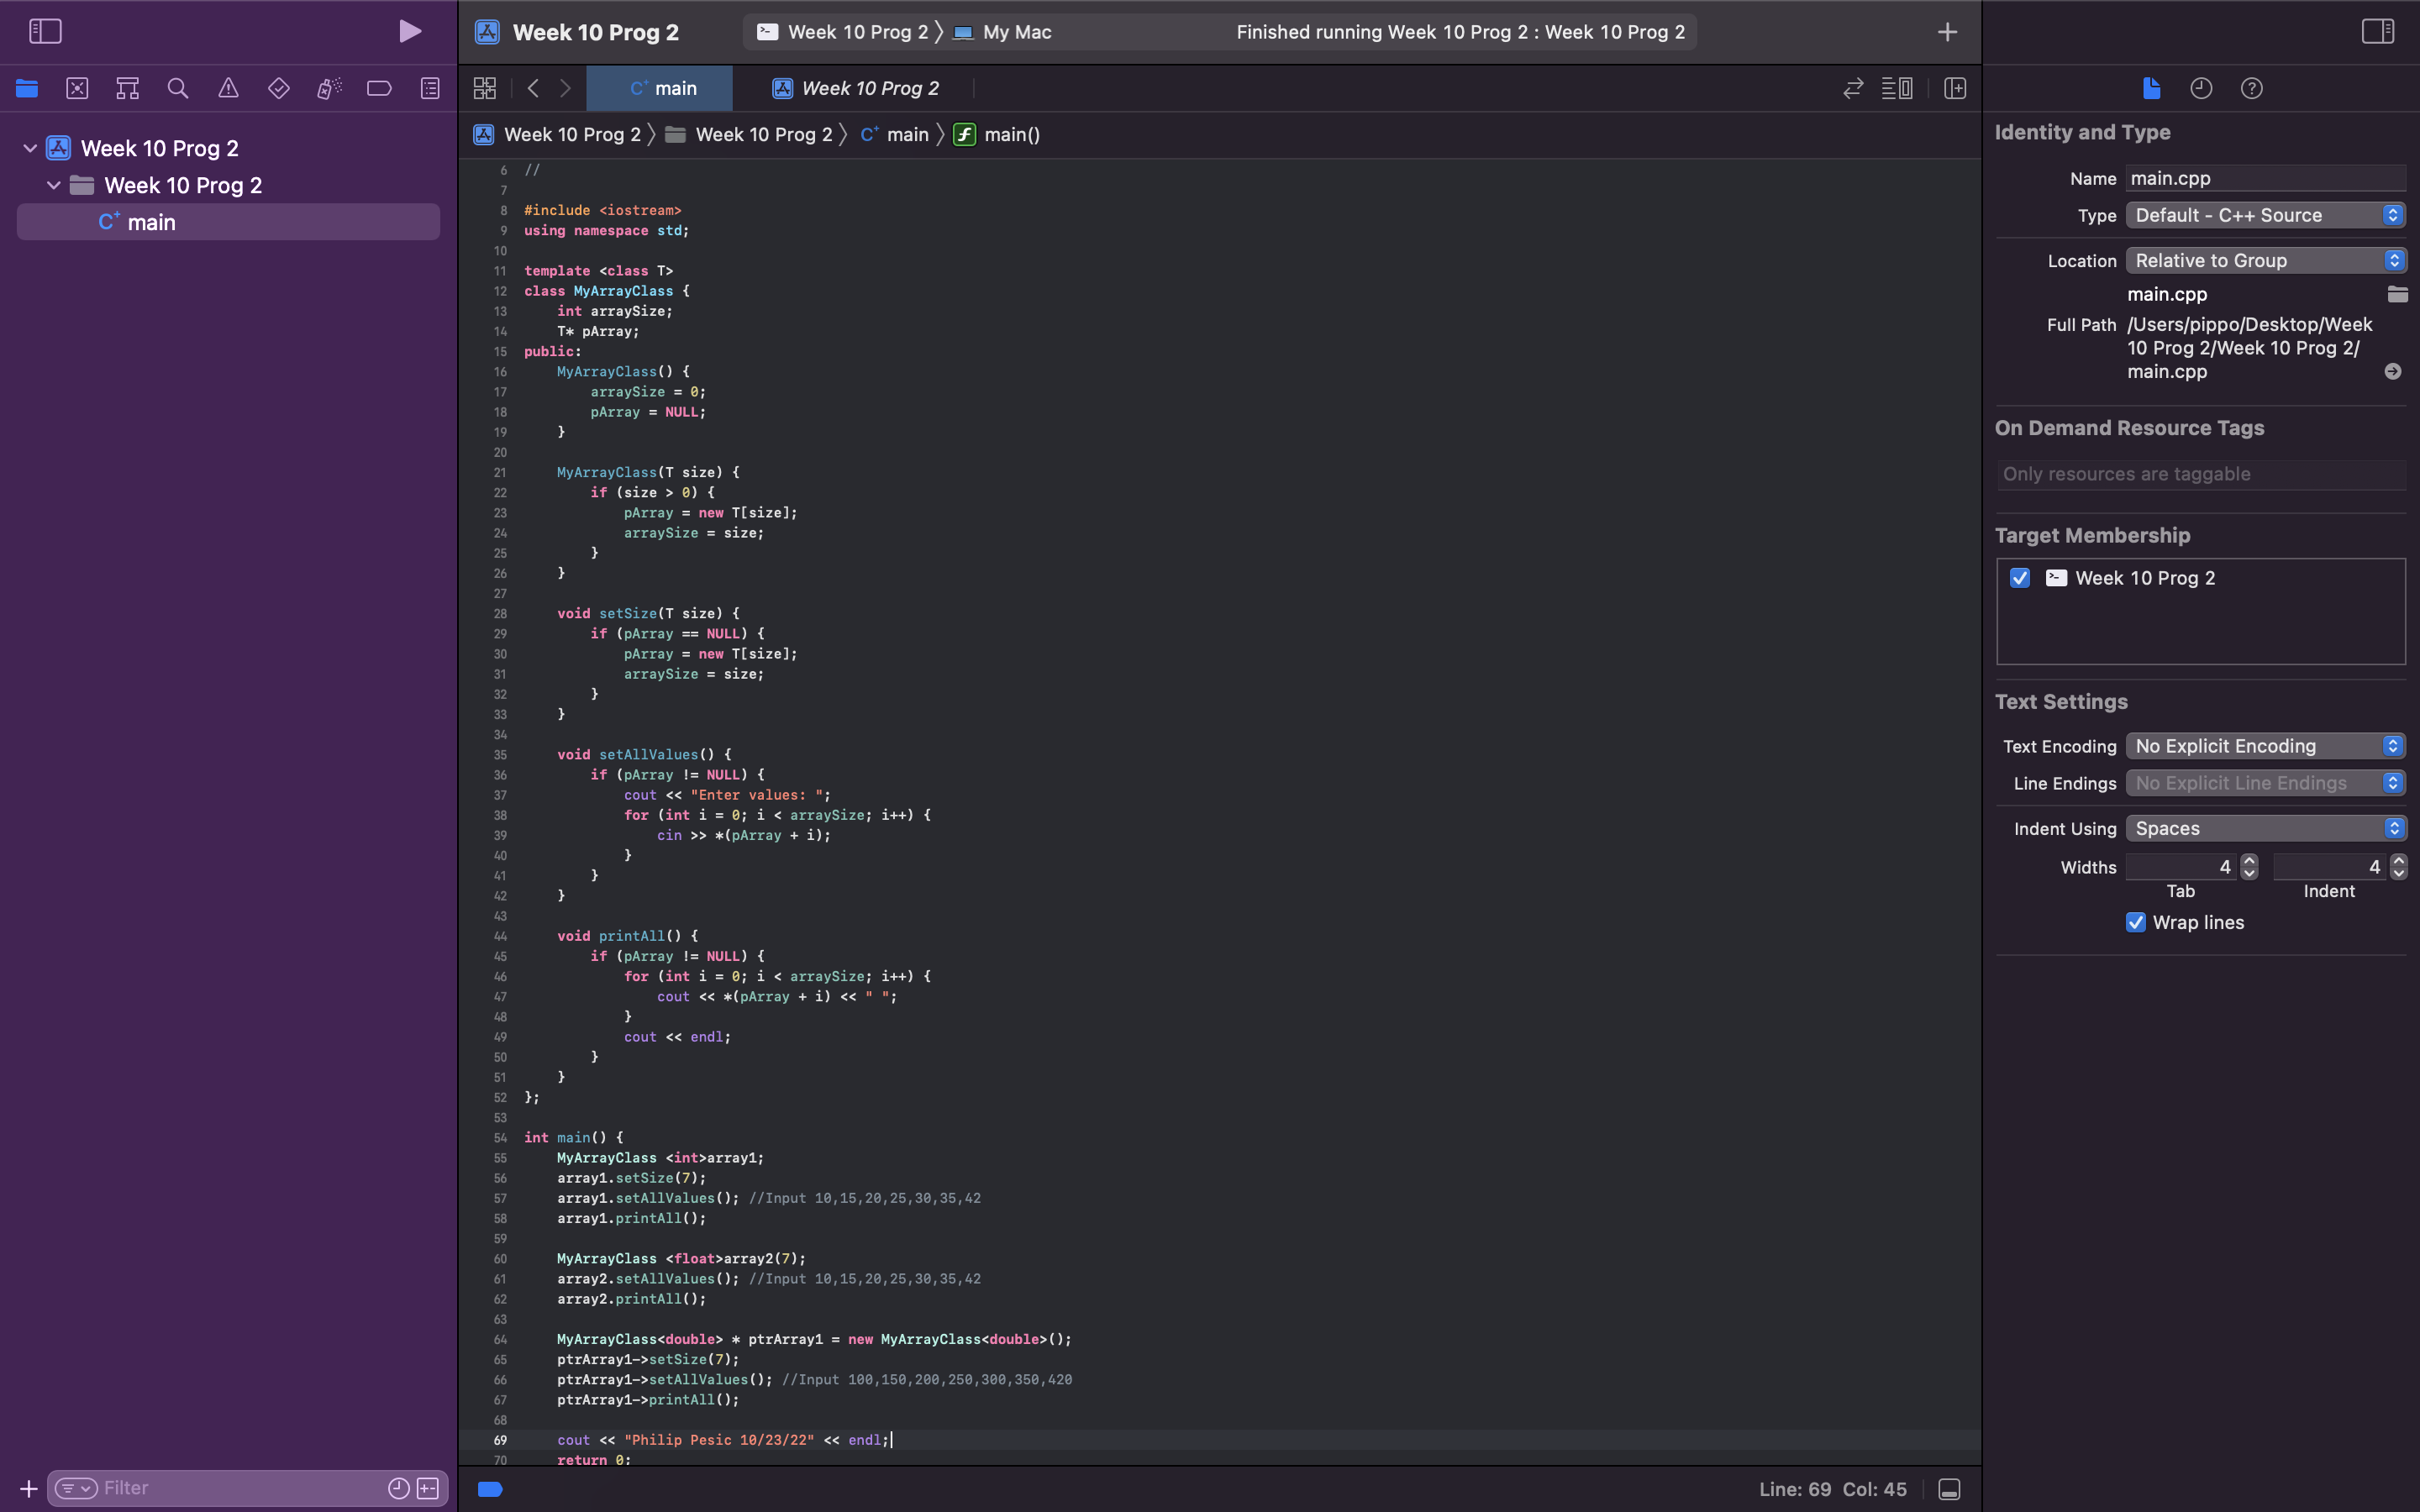 Week 10 Prog 2
Week 10 Prog 2
main
Filter
Week 10 Prog 2
Week 10 Prog 2 〉 My Mac
Finished running Week 10 Prog 2 : Week 10 Prog 2
main
Week 10 Prog 2
Week 10 Prog 2 〉 Week 10 Prog 2 〉 main 〉 main()
6 //
7
8 #include <iostream>
9 using namespace std;
10
11 template <class T>
12 class MyArrayClass {
13     int arraySize;
14     T* pArray;
15 public:
16     MyArrayClass() {
17         arraySize = 0;
18         pArray = NULL;
19     }
20
21     MyArrayClass(T size) {
22         if (size > 0) {
23             pArray = new T[size];
24             arraySize = size;
25         }
26     }
27
28     void setSize(T size) {
29         if (pArray == NULL) {
30             pArray = new T[size];
31             arraySize = size;
32         }
33     }
34
35     void setAllValues() {
36         if (pArray != NULL) {
37             cout << "Enter values: ";
38             for (int i = 0; i < arraySize; i++) {
39                 cin >> *(pArray + i);
40             }
41         }
42     }
43
44     void printAll() {
45         if (pArray != NULL) {
46             for (int i = 0; i < arraySize; i++) {
47                 cout << *(pArray + i) << " ";
48             }
49             cout << endl;
50         }
51     }
52 };
53
54 int main() {
55     MyArrayClass <int>array1;
56     array1.setSize(7);
57     array1.setAllValues(); //Input 10,15,20,25,30,35,42
58     array1.printAll();
59
60     MyArrayClass <float>array2(7);
61     array2.setAllValues(); //Input 10,15,20,25,30,35,42
62     array2.printAll();
63
64     MyArrayClass<double> * ptrArray1 = new MyArrayClass<double>();
65     ptrArray1->setSize(7);
66     ptrArray1->setAllValues(); //Input 100,150,200,250,300,350,420
67     ptrArray1->printAll();
68
69     cout << "Philip Pesic 10/23/22" << endl;
70     return 0;
Line: 69 Col: 45
Identity and Type
Name main.cpp
Type Default - C++ Source
Location Relative to Group
main.cpp
Full Path /Users/pippo/Desktop/Week
10 Prog 2/Week 10 Prog 2/
main.cpp
On Demand Resource Tags
Only resources are taggable
Target Membership
Week 10 Prog 2
Text Settings
Text Encoding No Explicit Encoding
Line Endings No Explicit Line Endings
Indent Using Spaces
Widths 4 4
Tab Indent
Wrap lines